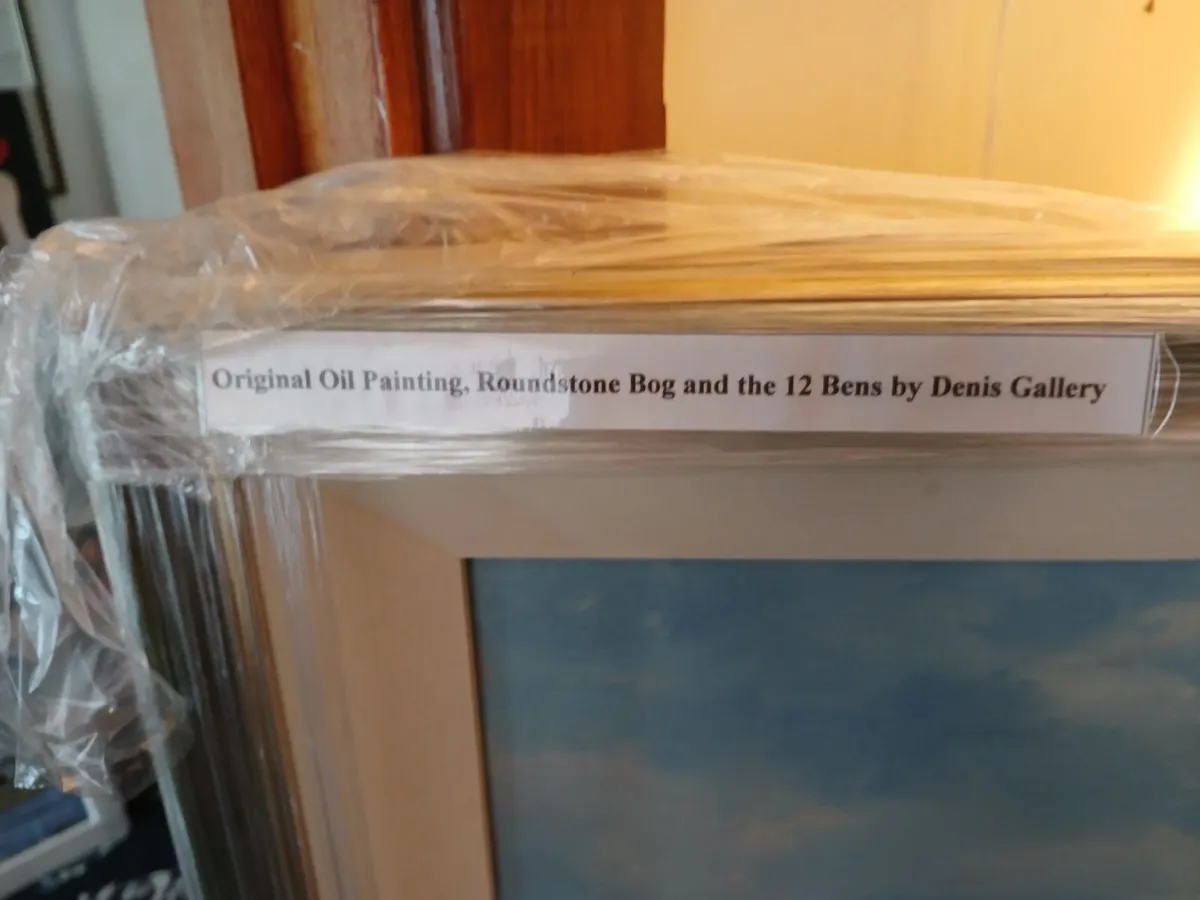 Original Oil Painting, Roundstone Bog and the 12 Bens by Denis Gallery